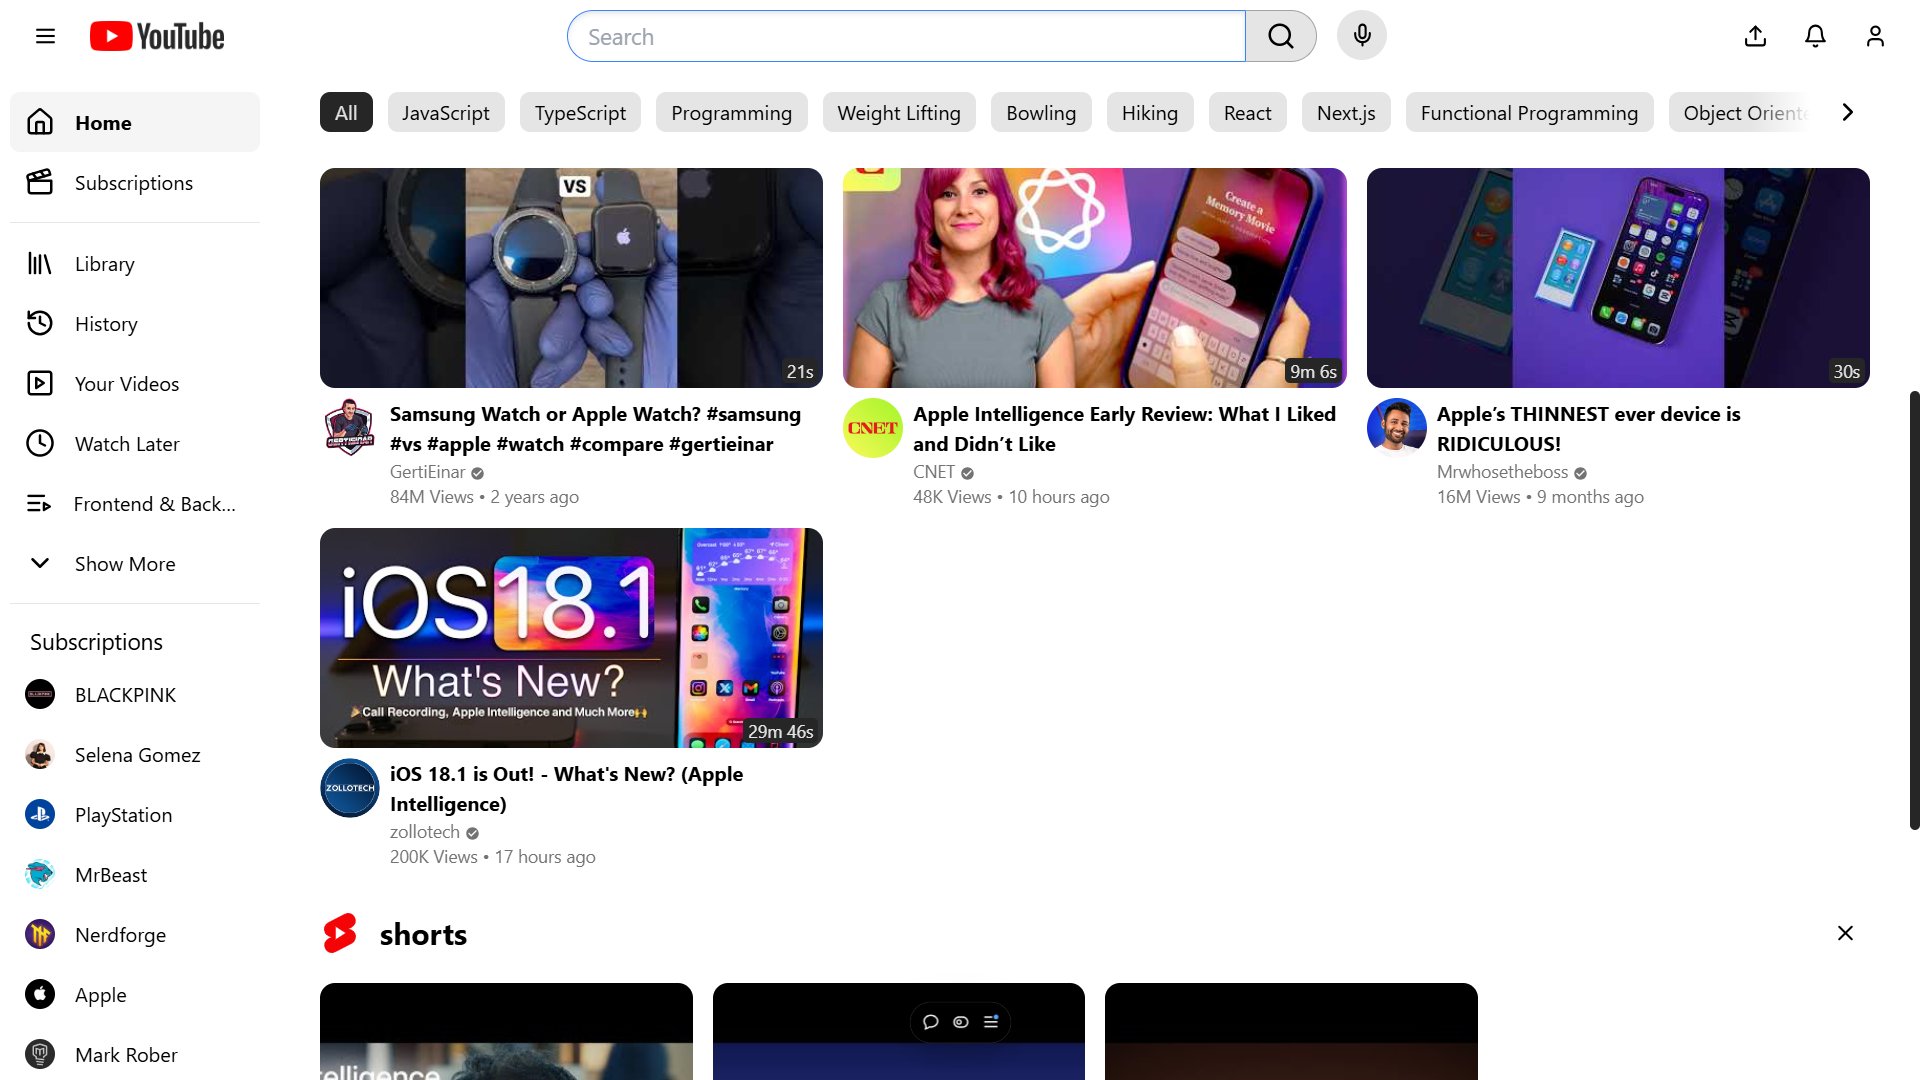 YouTube
Search
Home
Subscriptions
Library
History
Your Videos
Watch Later
Frontend & Back...
Show More
Subscriptions
BLACKPINK
Selena Gomez
PlayStation
MrBeast
Nerdforge
Apple
Mark Rober
All
JavaScript
TypeScript
Programming
Weight Lifting
Bowling
Hiking
React
Next.js
Functional Programming
Object Oriente
VS
21s
GERTIEINAR
Samsung Watch or Apple Watch? #samsung
#vs #apple #watch #compare #gertieinar
GertiEinar
84M Views • 2 years ago
Create a
Memory Movie
9m 6s
CNET
Apple Intelligence Early Review: What I Liked
and Didn’t Like
CNET
48K Views • 10 hours ago
30s
Apple’s THINNEST ever device is
RIDICULOUS!
Mrwhosetheboss
16M Views • 9 months ago
iOS18.1
What's New?
🎉Call Recording, Apple Intelligence and Much More🙌
29m 46s
ZOLLOTECH
iOS 18.1 is Out! - What's New? (Apple
Intelligence)
zollotech
200K Views • 17 hours ago
shorts
elligence